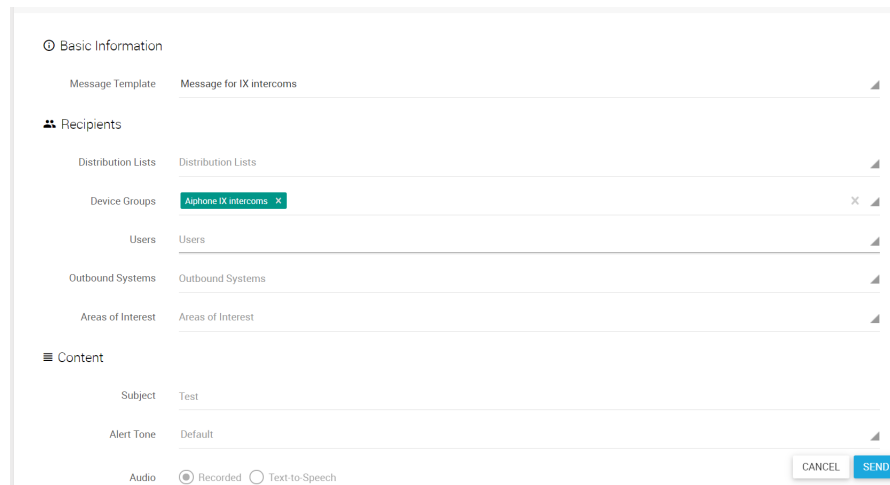 Basic Information
Message Template Message for IX intercoms
Recipients
Distribution Lists Distribution Lists
Device Groups Aiphone IX intercoms X X
Users Users
Outbound Systems Outbound Systems
Areas of Interest Areas of Interest
Content
Subject Test
Alert Tone Default
Audio Recorded Text-to-Speech
CANCEL SEND